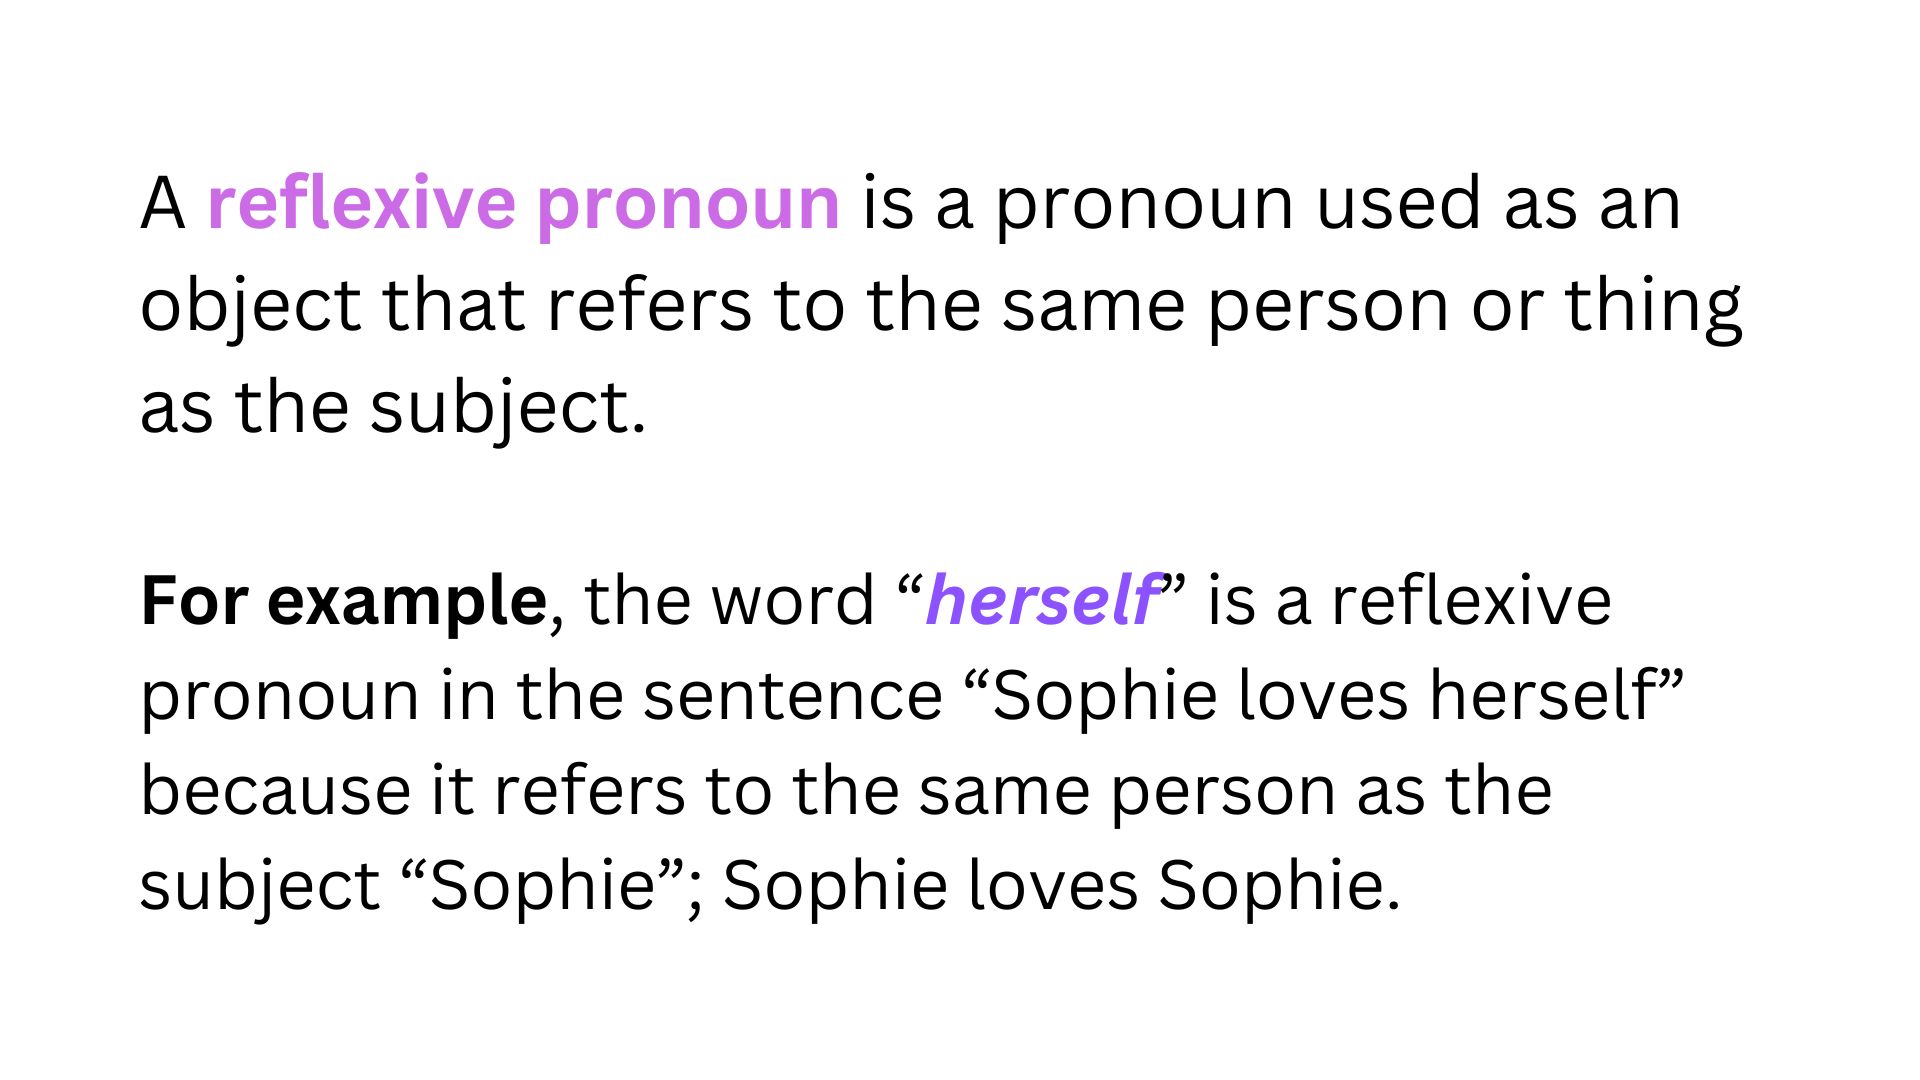 A reflexive pronoun is a pronoun used as an
object that refers to the same person or thing
as the subject.
For example, the word “herself” is a reflexive
pronoun in the sentence “Sophie loves herself”
because it refers to the same person as the
subject “Sophie”; Sophie loves Sophie.